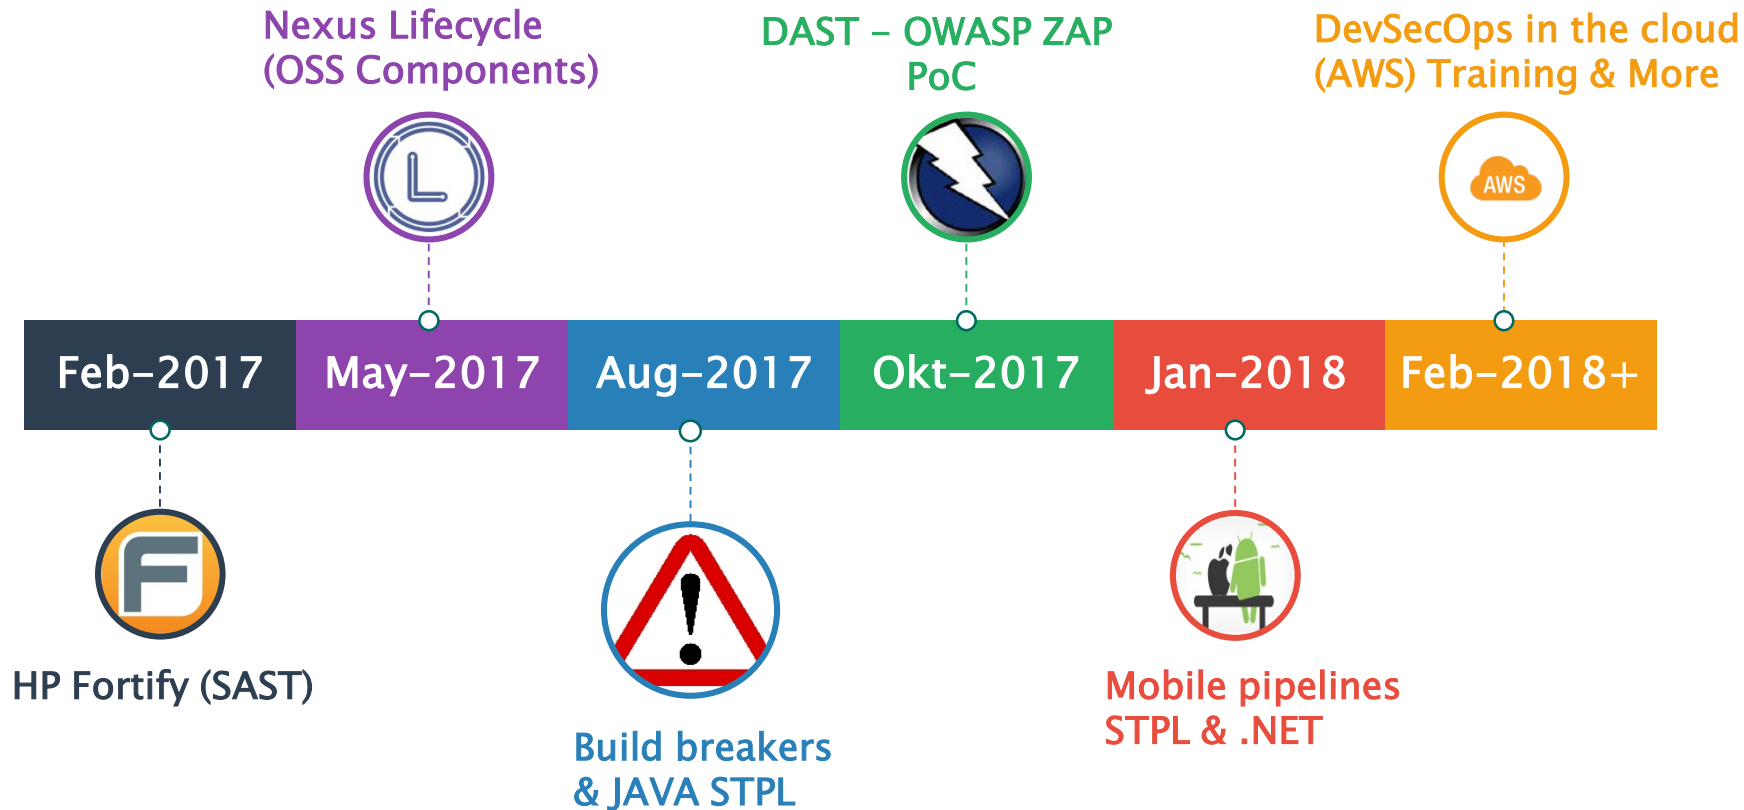 Nexus Lifecycle
(OSS Components)
DAST – OWASP ZAP
PoC
DevSecOps in the cloud
(AWS) Training & More
L
AWS
Feb-2017
May-2017
Aug-2017
Okt-2017
Jan-2018
Feb-2018+
F
!
HP Fortify (SAST)
Build breakers
& JAVA STPL
Mobile pipelines
STPL & .NET